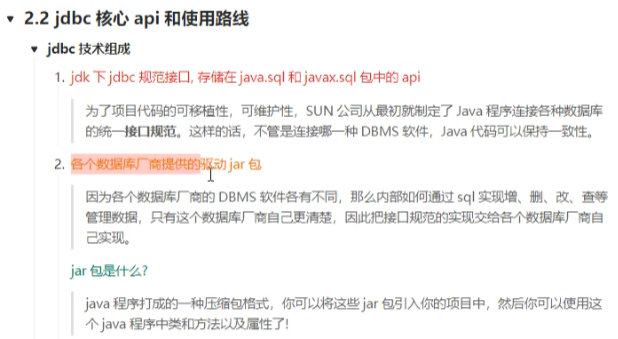 2.2 jdbc 核心 api 和使用路线
jdbc 技术组成
1. jdk 下 jdbc 规范接口, 存储在 java.sql 和 javax.sql 包中的 api
为了项目代码的可移植性，可维护性，SUN 公司从最初就制定了 Java 程序连接各种数据库
的统一接口规范。这样的话，不管是连接哪一种 DBMS 软件，Java 代码可以保持一致性。
2. 各个数据库厂商提供的驱动 jar 包
因为各个数据库厂商的 DBMS 软件各有不同，那么内部如何通过 sql 实现增、删、改、查等
管理数据，只有这个数据库厂商自己更清楚，因此把接口规范的实现交给各个数据库厂商自
己实现。
jar 包是什么?
java 程序打成的一种压缩包格式，你可以将这些 jar 包引入你的项目中，然后你可以使用这
个 java 程序中类和方法以及属性了!